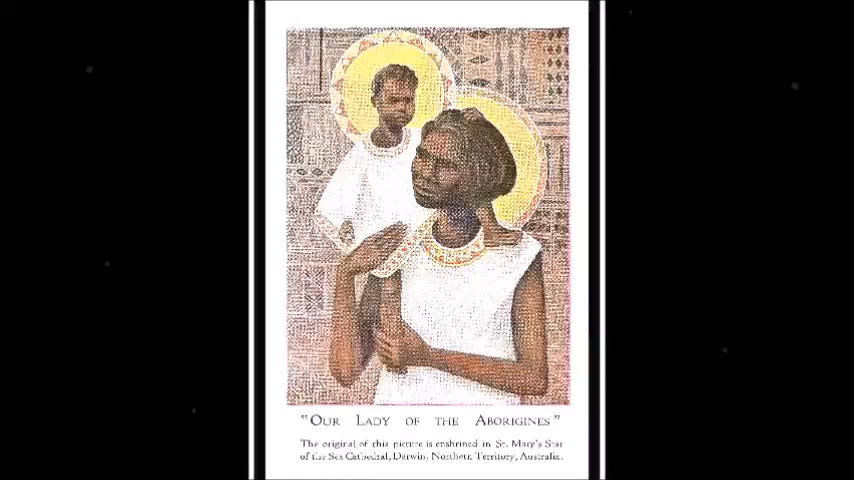 "OUR LADY OF THE ABORIGINES"
The original of this picture is enshrined in St. Mary's Star
of the Sea Cathedral, Darwin, Northern Territory, Australia.